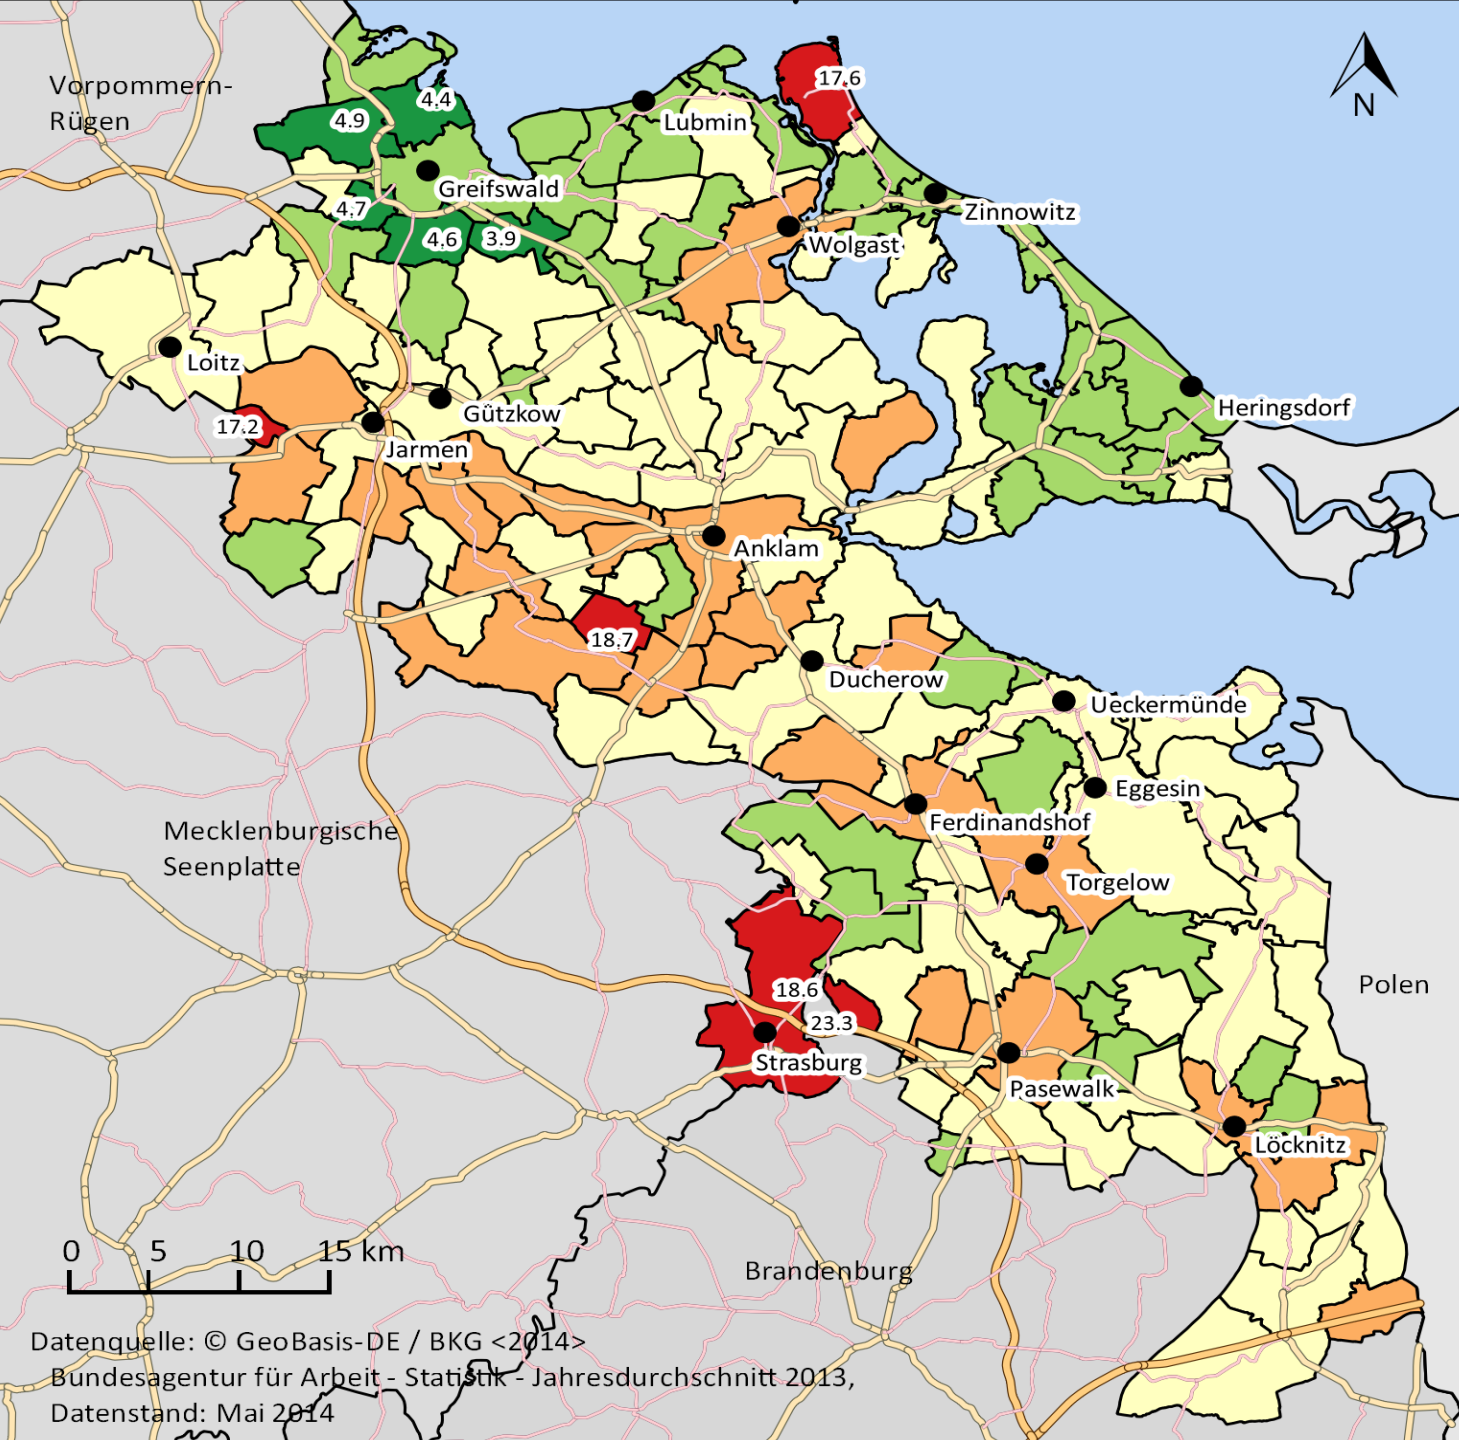 17.6
Vorpommern-
Rügen
4.4
4.9
N
Lubmin
Greifswald
4.7
Zinnowitz
4.6
3.9
Wolgast
Loitz
Heringsdorf
Gützkow
17.2
Jarmen
Anklam
18.7
Ducherow
Ueckermünde
Eggesin
Ferdinandshof
Mecklenburgische
Seenplatte
Torgelow
Polen
18.6
23.3
Strasburg
Pasewalk
Löcknitz
0 5 10 15 km
Brandenburg
Datenquelle: © GeoBasis-DE / BKG <2014>
Bundesagentur für Arbeit - Statistik - Jahresdurchschnitt 2013,
Datenstand: Mai 2014